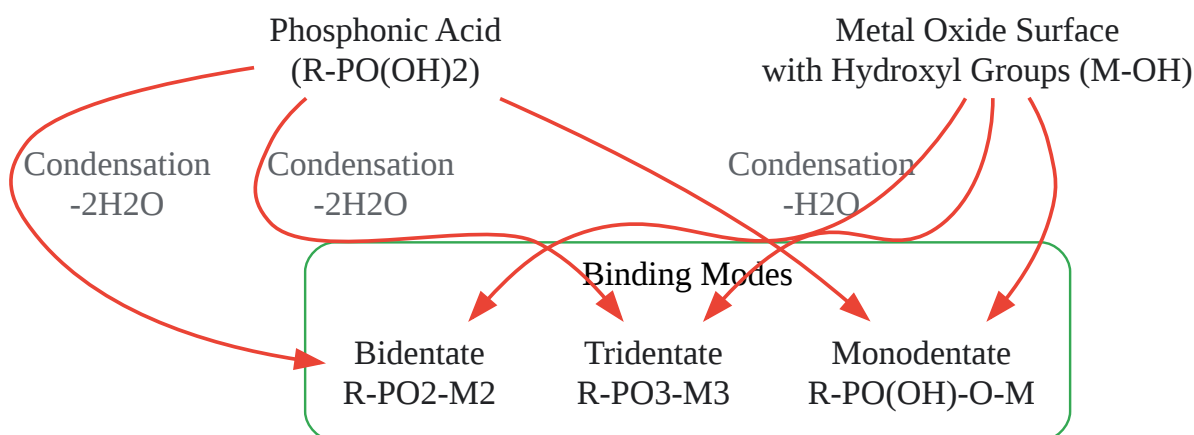 Phosphonic Acid
(R-PO(OH)2)
Metal Oxide Surface
with Hydroxyl Groups (M-OH)
Condensation
-2H2O
Condensation
-2H2O
Condensation
-H2O
Binding Modes
Bidentate
R-PO2-M2
Tridentate
R-PO3-M3
Monodentate
R-PO(OH)-O-M